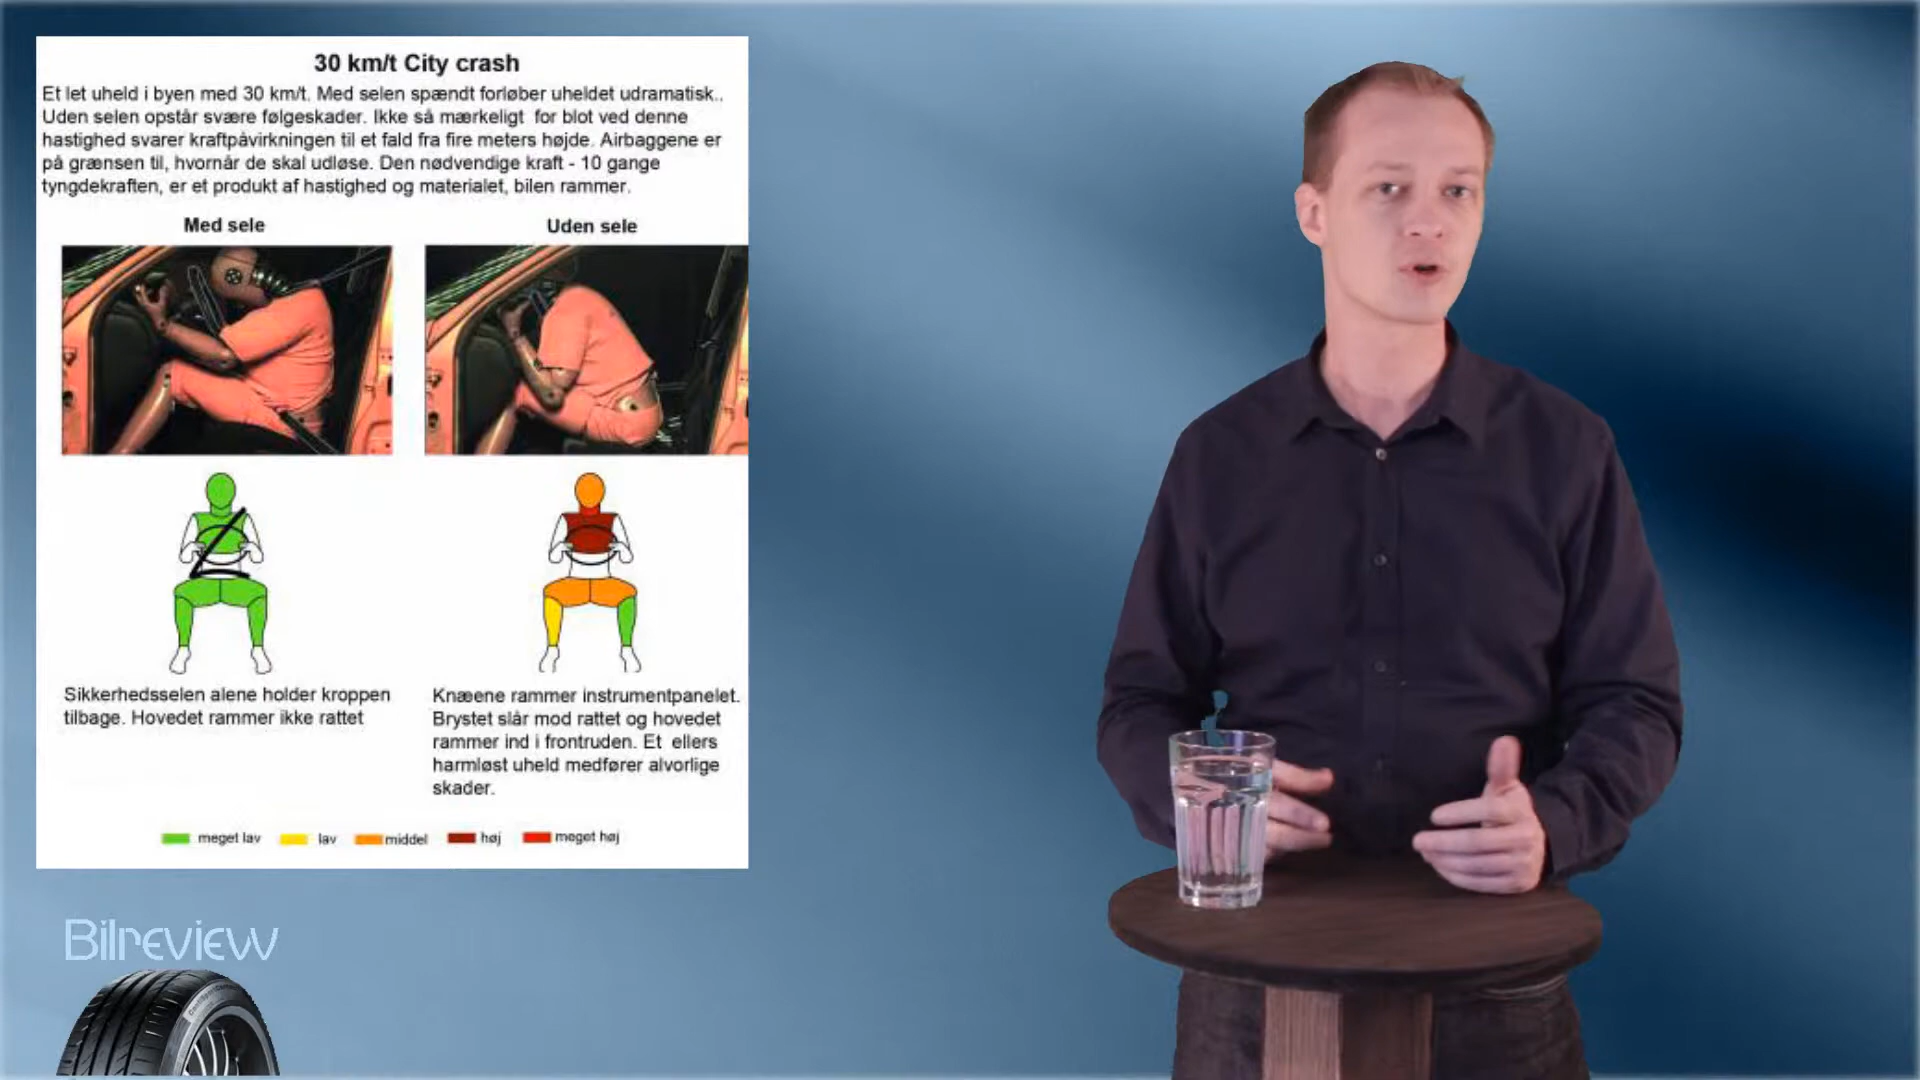 30 km/t City crash
Et let uheld i byen med 30 km/t. Med selen spændt forløber uheldet udramatisk..
Uden selen opstår svære følgeskader. Ikke så mærkeligt for blot ved denne
hastighed svarer kraftpåvirkningen til et fald fra fire meters højde. Airbaggene er
på grænsen til, hvornår de skal udløse. Den nødvendige kraft - 10 gange
tyngdekraften, er et produkt af hastighed og materialet, bilen rammer.
Med sele
Uden sele
Sikkerhedsselen alene holder kroppen
tilbage. Hovedet rammer ikke rattet
Knæene rammer instrumentpanelet.
Brystet slår mod rattet og hovedet
rammer ind i frontruden. Et ellers
harmløst uheld medfører alvorlige
skader.
meget lav lav middel høj meget høj
Bilreview